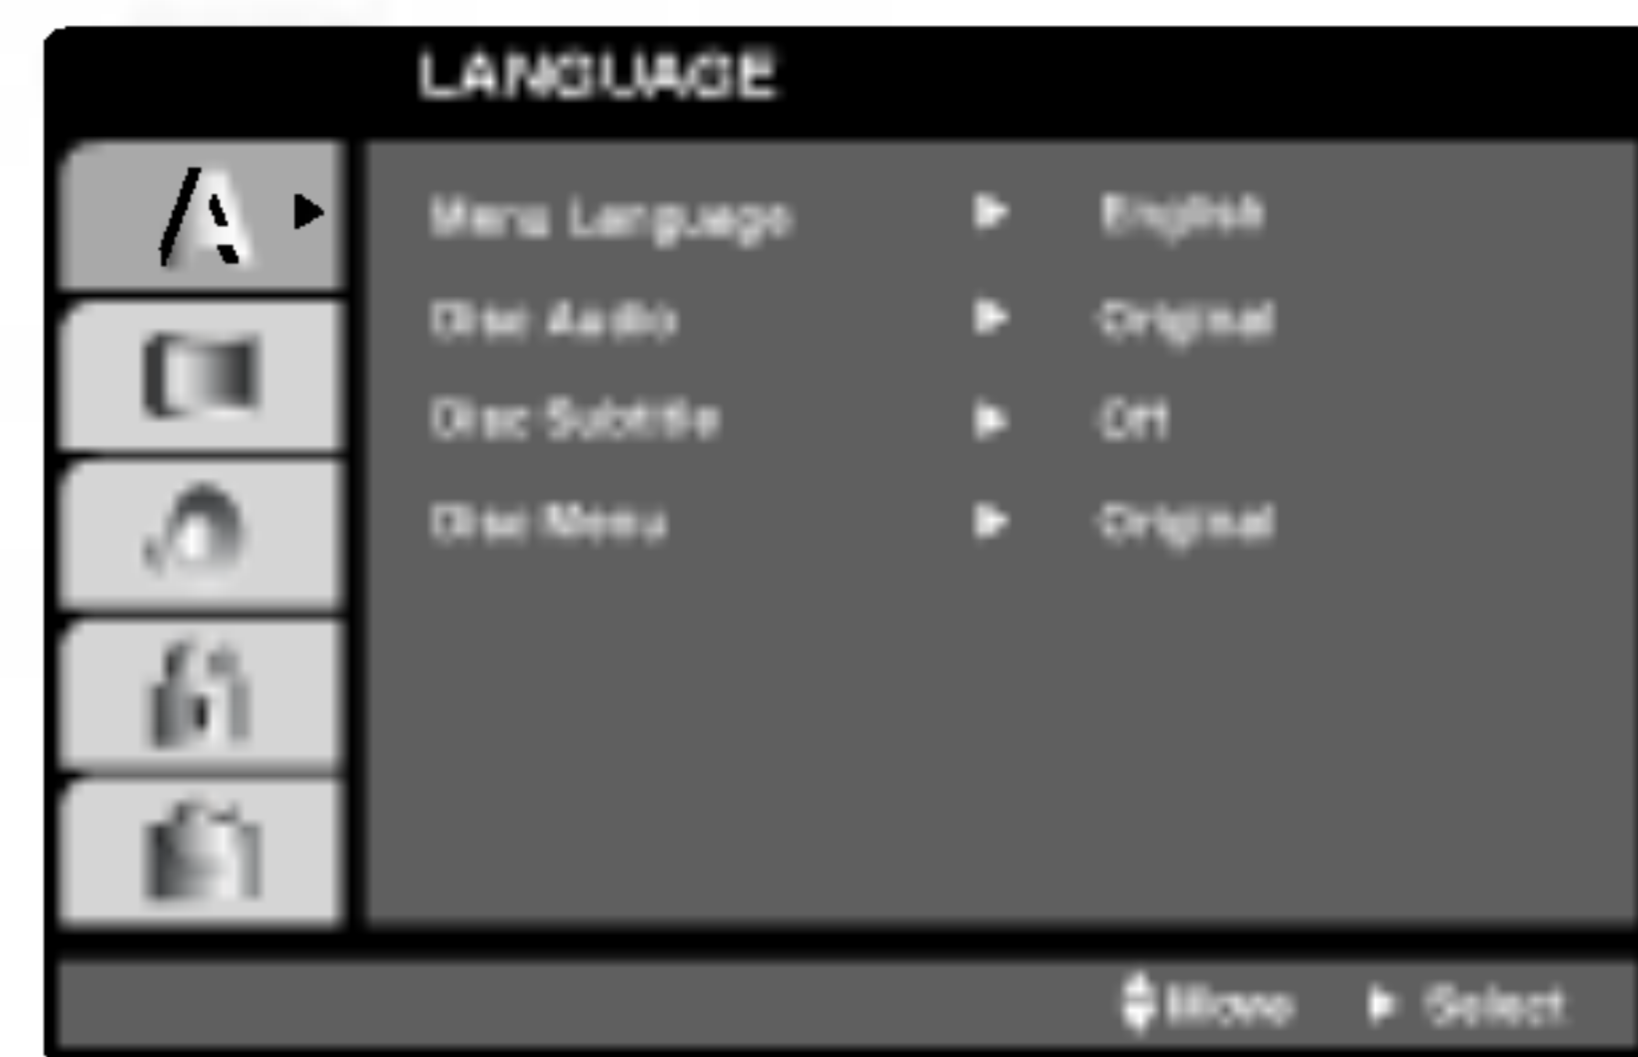 LANGUAGE
Menu Language ► English
Disc Audio ► Original
Disc Subtitle ► Off
Disc Menu ► Original
Move ► Select